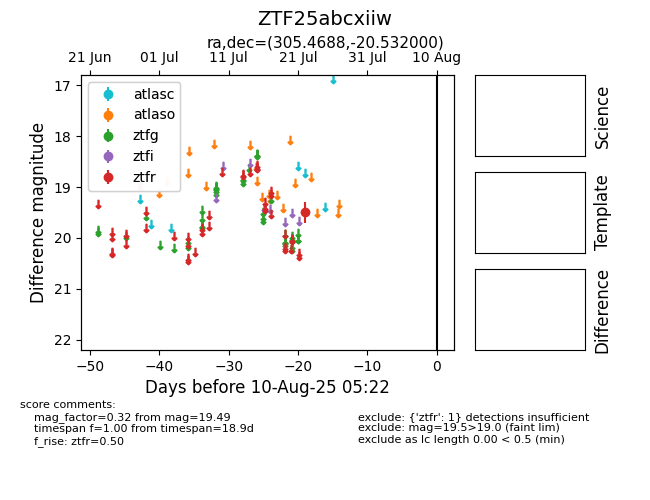 ZTF25abcxiiw
ra,dec=(305.4688,-20.532000)
21 Jun 01 Jul 11 Jul 21 Jul 31 Jul 10 Aug
17
18
19
20
21
22
Difference magnitude
atlasc
atlaso
ztfg
ztfi
ztfr
−50 −40 −30 −20 −10 0
Days before 10-Aug-25 05:22
Science
Template
Difference
score comments:
mag_factor=0.32 from mag=19.49
timespan f=1.00 from timespan=18.9d
f_rise: ztfr=0.50
exclude: {'ztfr': 1} detections insufficient
exclude: mag=19.5>19.0 (faint lim)
exclude as lc length 0.00 < 0.5 (min)